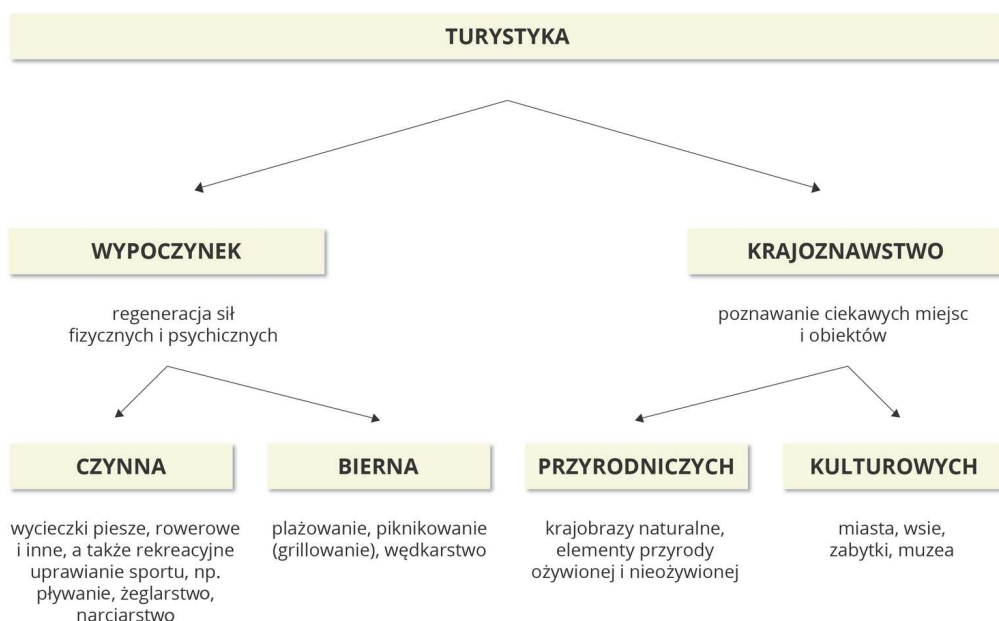 TURYSTYKA
WYPOCZYNEK
regeneracja sił
fizycznych i psychicznych
KRAJOZNAWSTWO
poznawanie ciekawych miejsc
i obiektów
CZYNNA
wycieczki piesze, rowerowe
i inne, a także rekreacyjne
uprawianie sportu, np.
pływanie, żeglarstwo,
narciarstwo
BIERNA
plażowanie, piknikowanie
(grillowanie), wędkarstwo
PRZYRODNICZYCH
krajobrazy naturalne,
elementy przyrody
ożywionej i nieożywionej
KULTUROWYCH
miasta, wsie,
zabytki, muzea